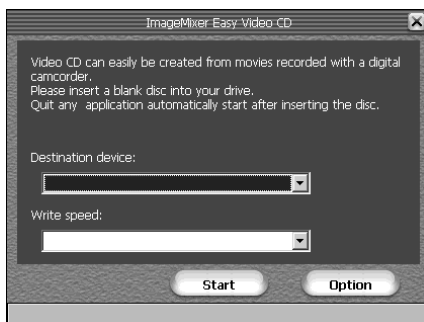 ImageMixer Easy Video CD
Video CD can easily be created from movies recorded with a digital
camcorder.
Please insert a blank disc into your drive.
Quit any application automatically start after inserting the disc.
Destination device:
Write speed:
Start Option